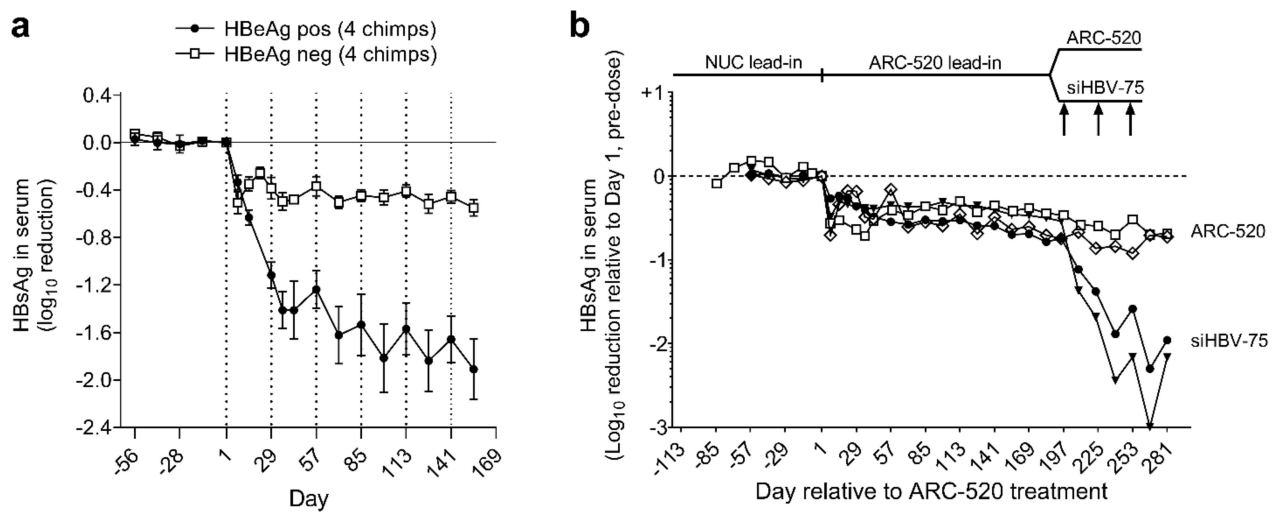 a
HBeAg pos (4 chimps)
HBeAg neg (4 chimps)
HBsAg in serum
(log10 reduction)
0.4
0.0
-0.4
-0.8
-1.2
-1.6
-2.0
-2.4
-56 -28 1 29 57 85 113 141 169
Day
b
NUC lead-in ARC-520 lead-in
ARC-520
siHBV-75
HBsAg in serum
(Log10 reduction relative to Day 1, pre-dose)
+1
0
-1
-2
-3
ARC-520
siHBV-75
-113 -85 -57 -29 1 29 57 85 113 141 169 197 225 253 281
Day relative to ARC-520 treatment